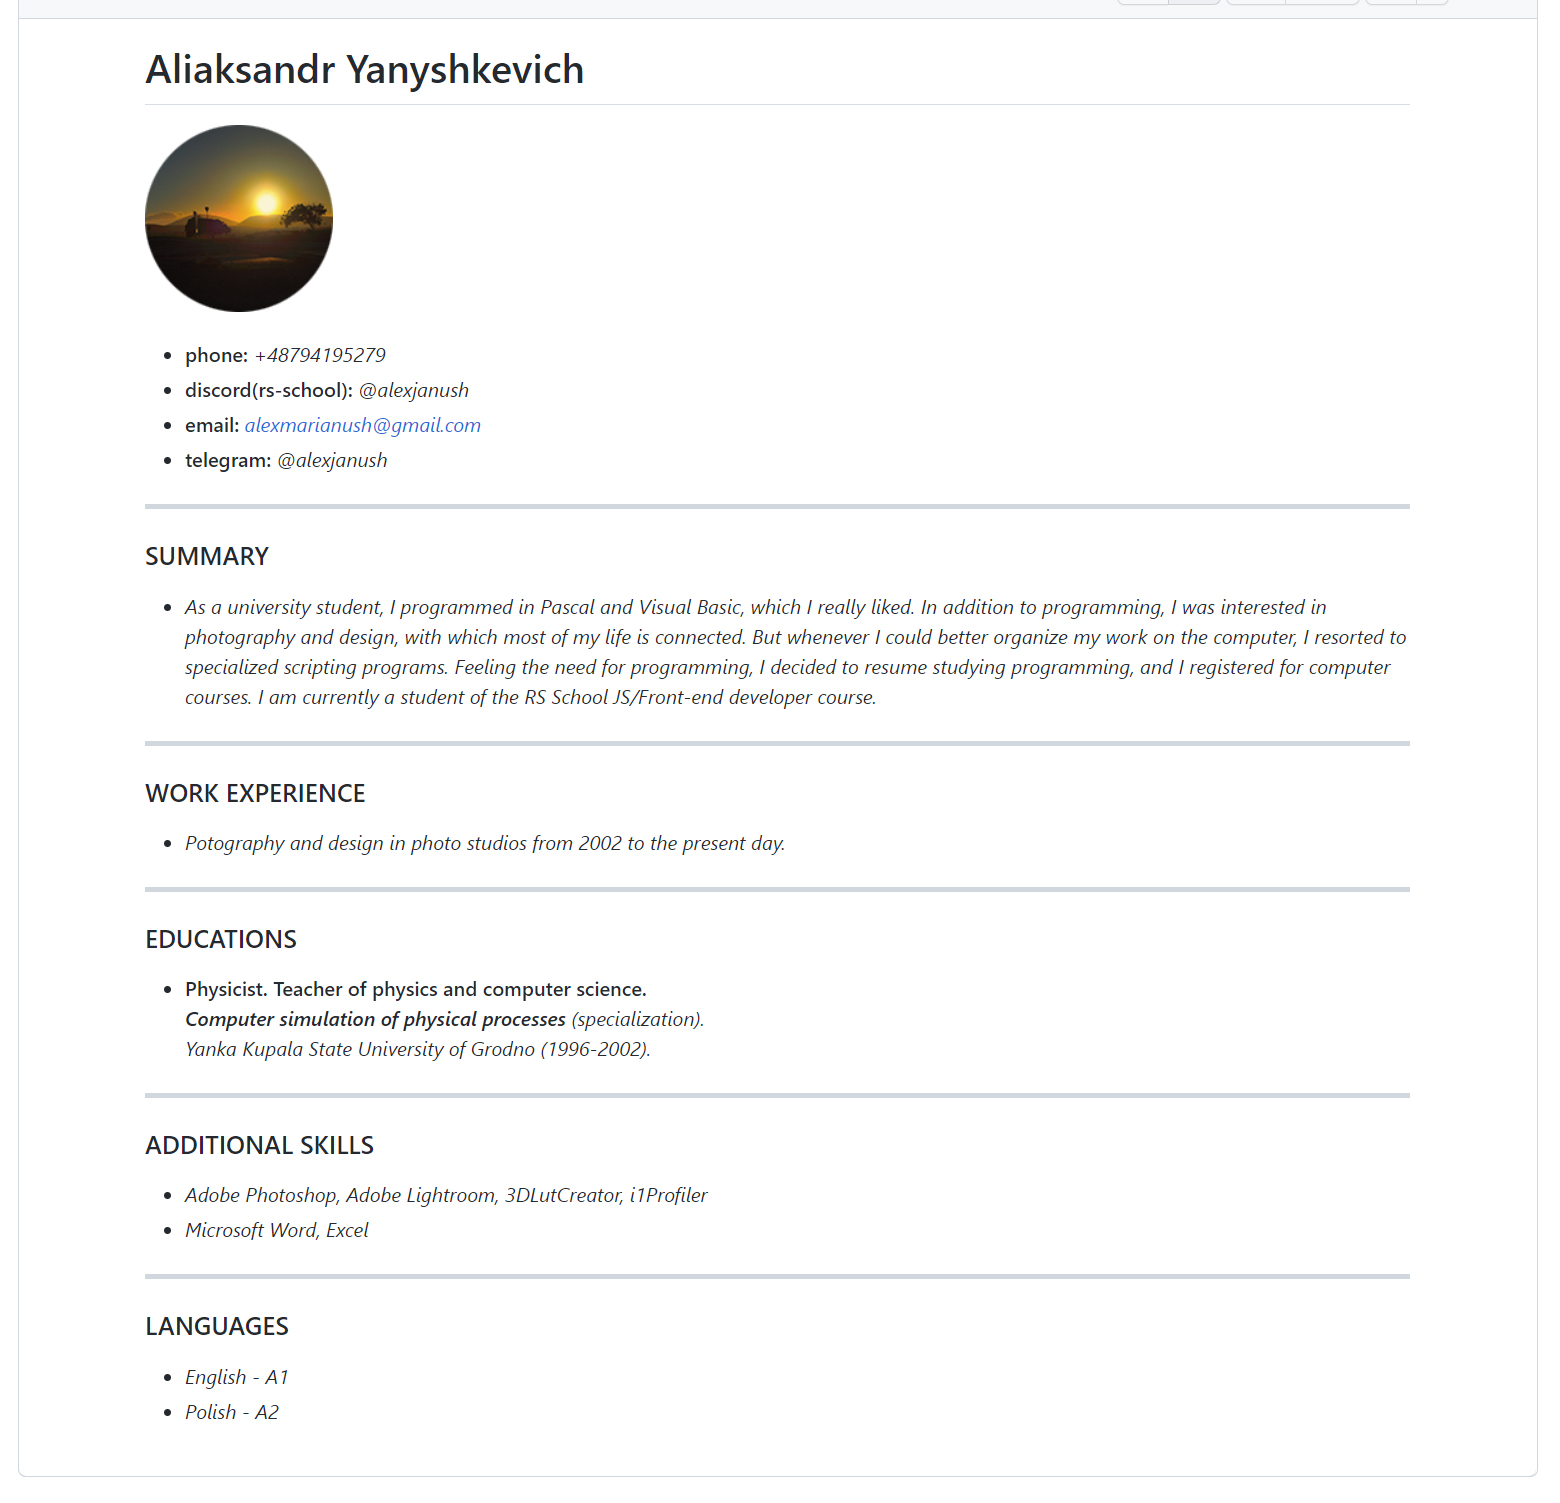 Aliaksandr Yanyshkevich
phone: +48794195279
discord(rs-school): @alexjanush
email: alexmarianush@gmail.com
telegram: @alexjanush
SUMMARY
As a university student, I programmed in Pascal and Visual Basic, which I really liked. In addition to programming, I was interested in
photography and design, with which most of my life is connected. But whenever I could better organize my work on the computer, I resorted to
specialized scripting programs. Feeling the need for programming, I decided to resume studying programming, and I registered for computer
courses. I am currently a student of the RS School JS/Front-end developer course.
WORK EXPERIENCE
Potography and design in photo studios from 2002 to the present day.
EDUCATIONS
Physicist. Teacher of physics and computer science.
Computer simulation of physical processes (specialization).
Yanka Kupala State University of Grodno (1996-2002).
ADDITIONAL SKILLS
Adobe Photoshop, Adobe Lightroom, 3DLutCreator, i1Profiler
Microsoft Word, Excel
LANGUAGES
English - A1
Polish - A2